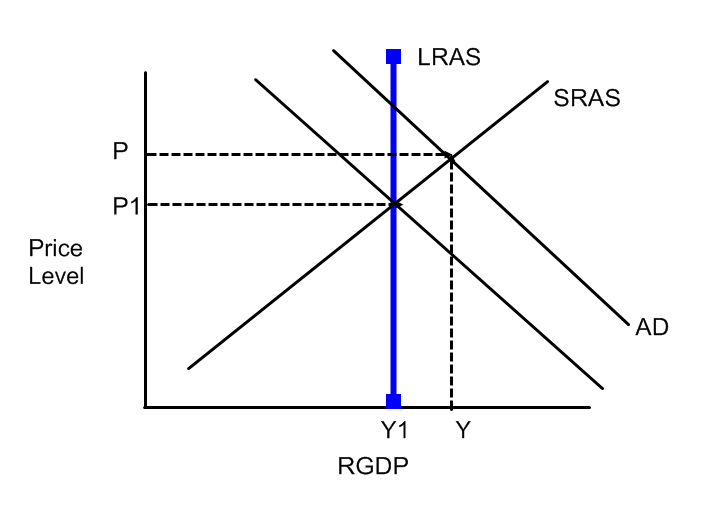 LRAS
SRAS
P
P1
Price
Level
AD
Y1
Y
RGDP